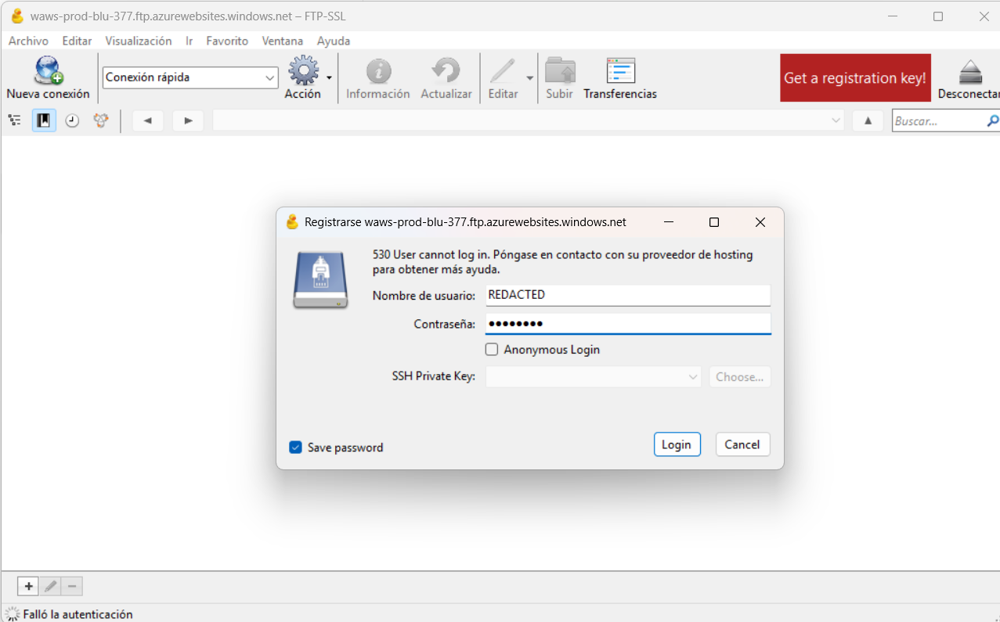 waws-prod-blu-377.ftp.azurewebsites.windows.net – FTP-SSL
Archivo Editar Visualización Ir Favorito Ventana Ayuda
Nueva conexión
Conexión rápida
Acción
Información
Actualizar
Editar
Subir
Transferencias
Get a registration key!
Desconectar
Buscar...
Registrarse waws-prod-blu-377.ftp.azurewebsites.windows.net
530 User cannot log in. Póngase en contacto con su proveedor de hosting
para obtener más ayuda.
Nombre de usuario: REDACTED
Contraseña: ●●●●●●●●
Anonymous Login
SSH Private Key:
Choose...
Save password
Login
Cancel
Falló la autenticación